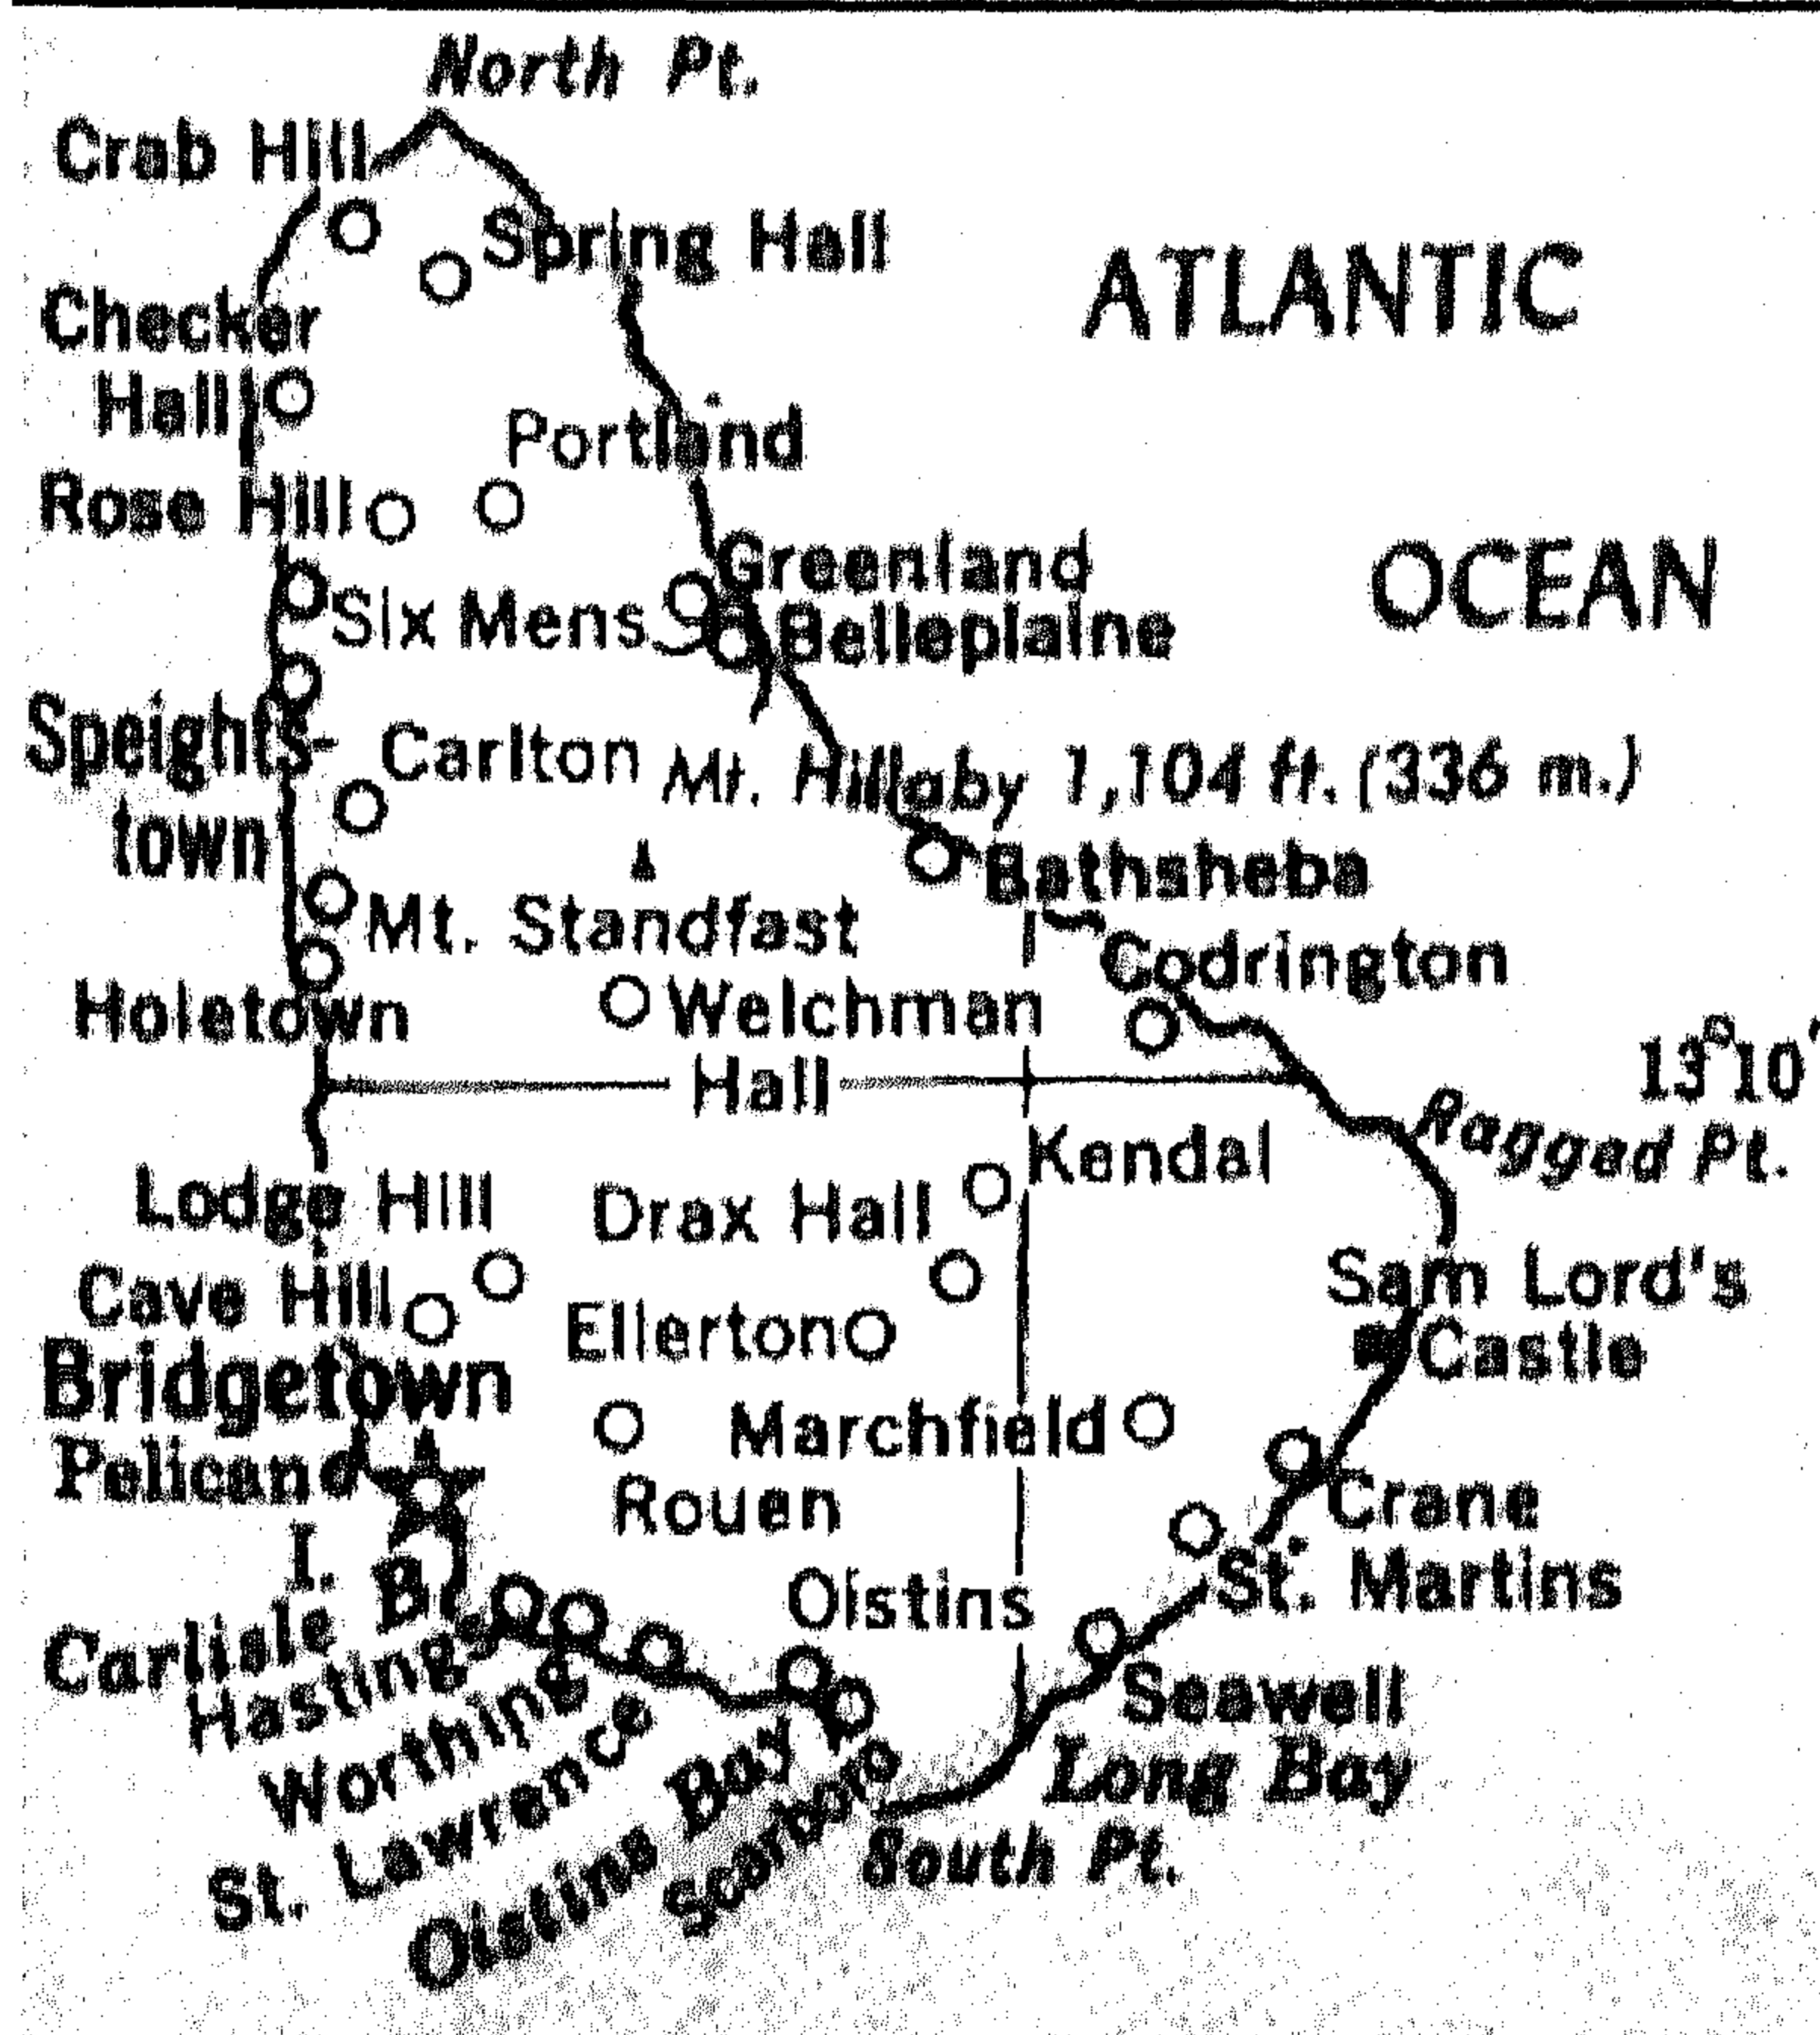 North Pt.
Crab Hill
Spring Hall
ATLANTIC
Checker
Hall
Portland
Rose Hill
Greenland
OCEAN
Six Mens
Belleplaine
Speights-
town
Carlton
Mt. Hillaby 1,104 ft. (336 m.)
Bathsheba
Mt. Standfast
Codrington
Holetown
Welchman
Hall
13°10'
Ragged Pt.
Kendal
Lodge Hill
Drax Hall
Sam Lord's
Castle
Cave Hill
Ellerton
Bridgetown
Marchfield
Pelican
I.
Rouen
Crane
St. Martins
Oistins
Carlisle B.
Hastings
Worthing
St. Lawrence
Oistins Bay
Scarboro
Seawell
Long Bay
South Pt.